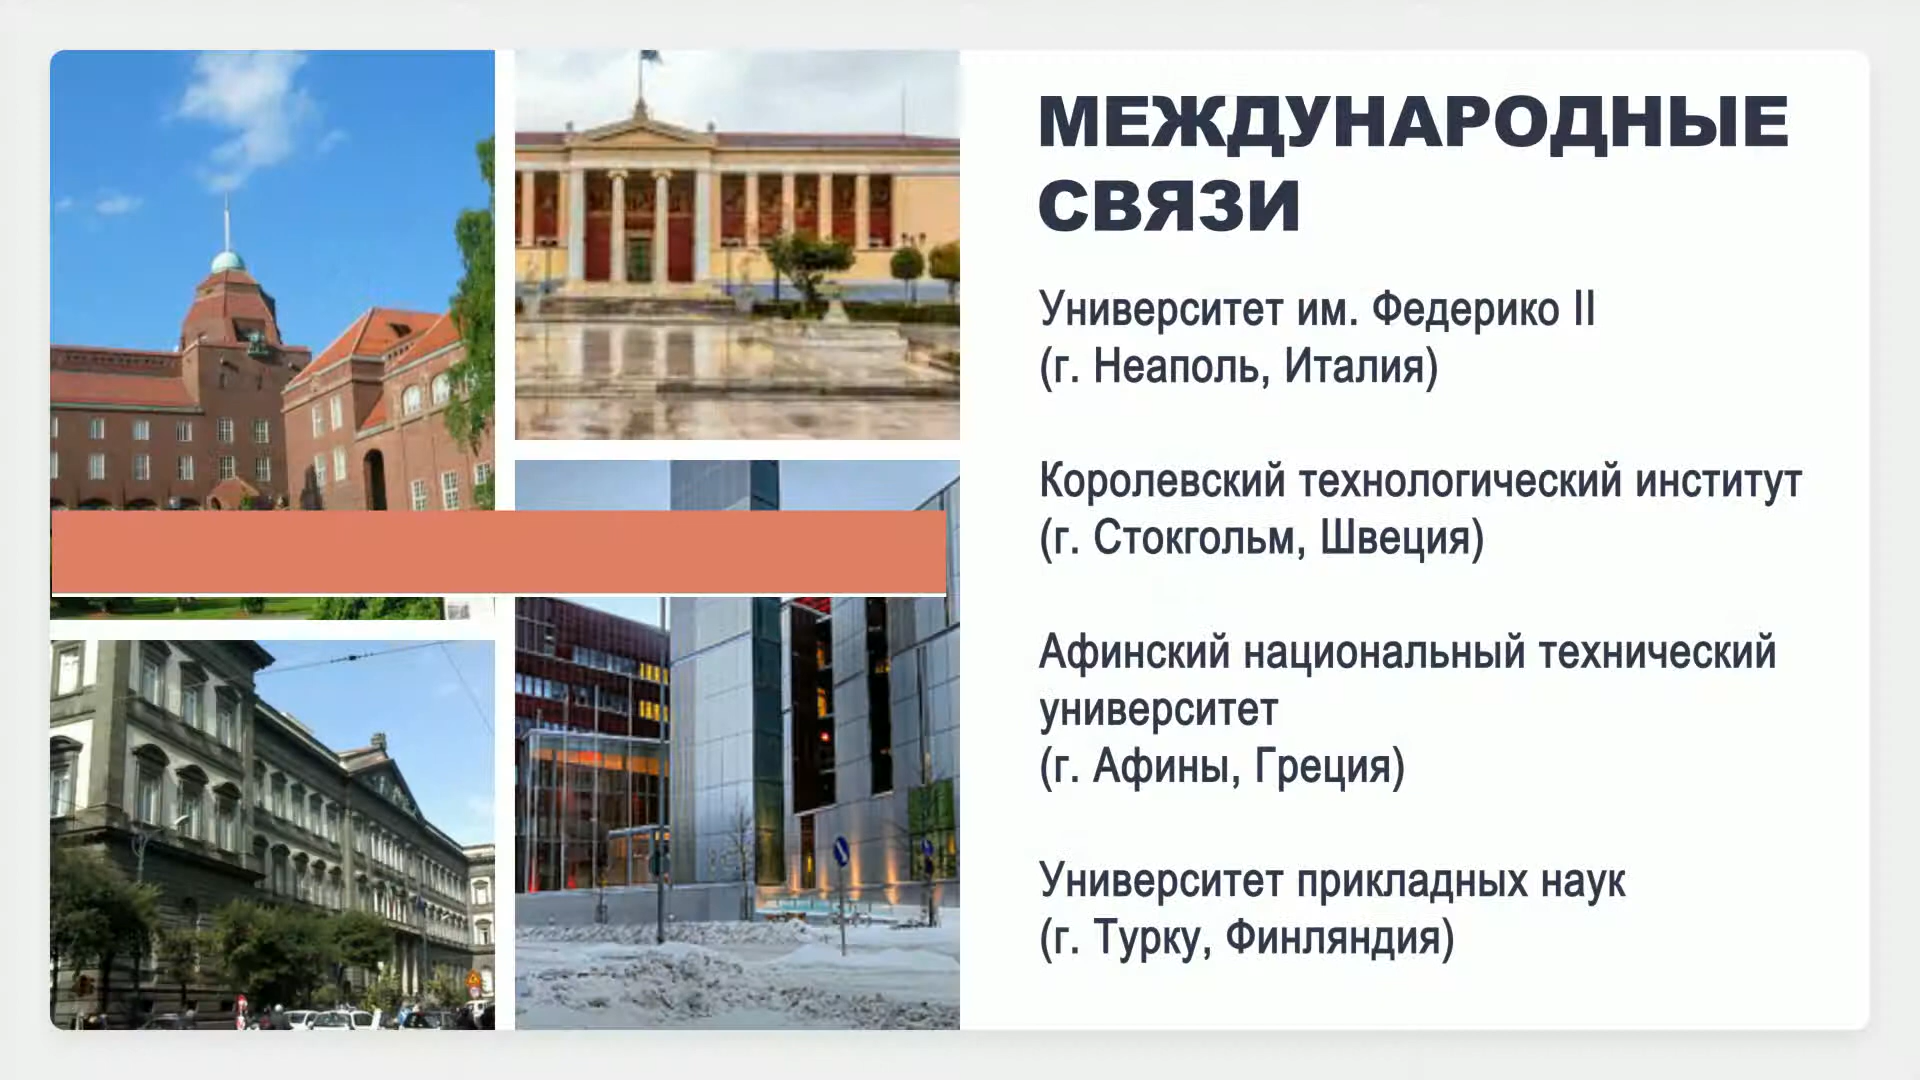 МЕЖДУНАРОДНЫЕ
СВЯЗИ
Университет им. Федерико II
(г. Неаполь, Италия)
Королевский технологический институт
(г. Стокгольм, Швеция)
Афинский национальный технический
университет
(г. Афины, Греция)
Университет прикладных наук
(г. Турку, Финляндия)